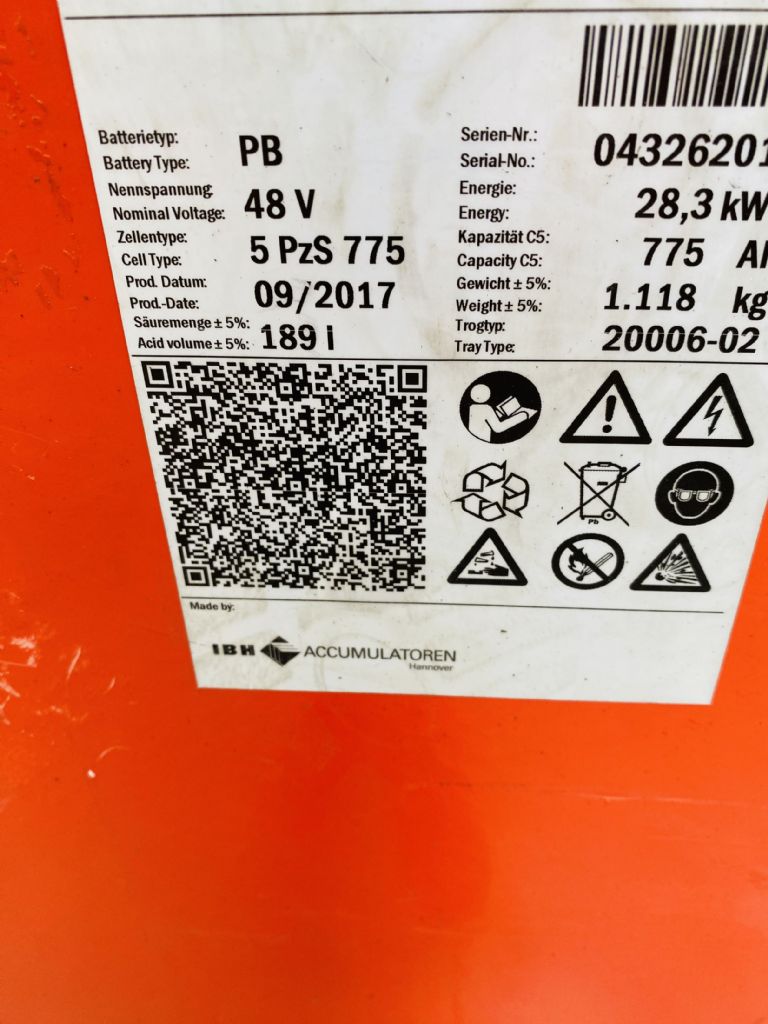 Batterietyp:
Battery Type: PB
Nennspannung:
Nominal Voltage: 48 V
Zellentype:
Cell Type: 5 PzS 775
Prod. Datum:
Prod.-Date: 09/2017
Säuremenge ± 5%:
Acid volume ± 5%: 189 l
Serien-Nr.:
Serial-No.: 04326201
Energie:
Energy: 28,3 kW
Kapazität C5:
Capacity C5: 775 A
Gewicht ± 5%:
Weight ± 5%: 1.118 kg
Trogtyp:
Tray Type: 20006-02
Pb
Made by:
IBH ACCUMULATOREN
Hannover